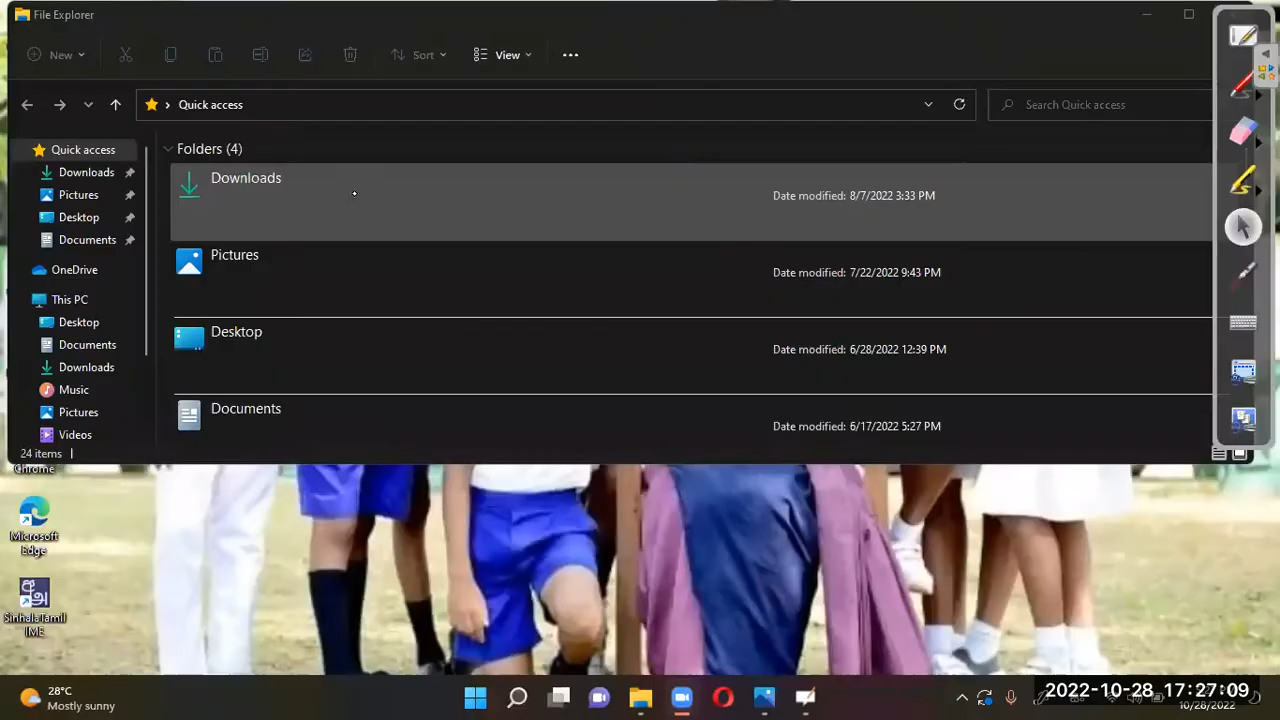 File Explorer
New
Sort
View
Quick access
Search Quick access
Quick access
Downloads
Pictures
Desktop
Documents
OneDrive
This PC
Desktop
Documents
Downloads
Music
Pictures
Videos
Folders (4)
Downloads
Date modified: 8/7/2022 3:33 PM
Pictures
Date modified: 7/22/2022 9:43 PM
Desktop
Date modified: 6/28/2022 12:39 PM
Documents
Date modified: 6/17/2022 5:27 PM
24 items
Chrome
Microsoft
Edge
SinhalaTamil
IME
28°C
Mostly sunny
2022-10-28 17:27:09
10/28/2022